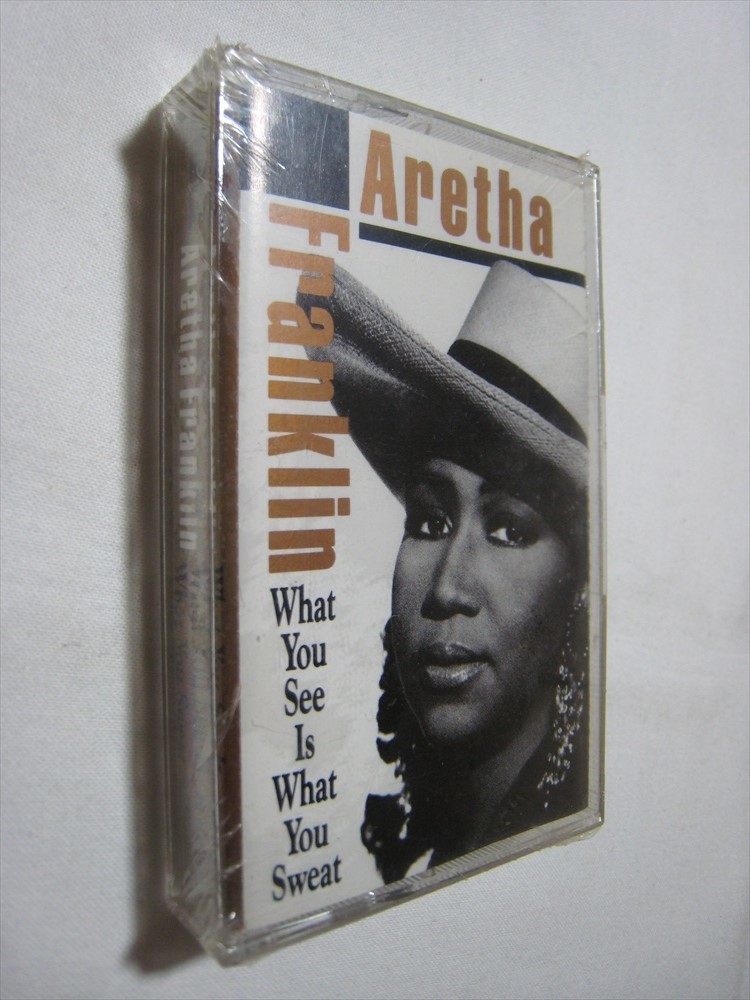 Aretha
Franklin
What
You
See
Is
What
You
Sweat
Aretha Franklin